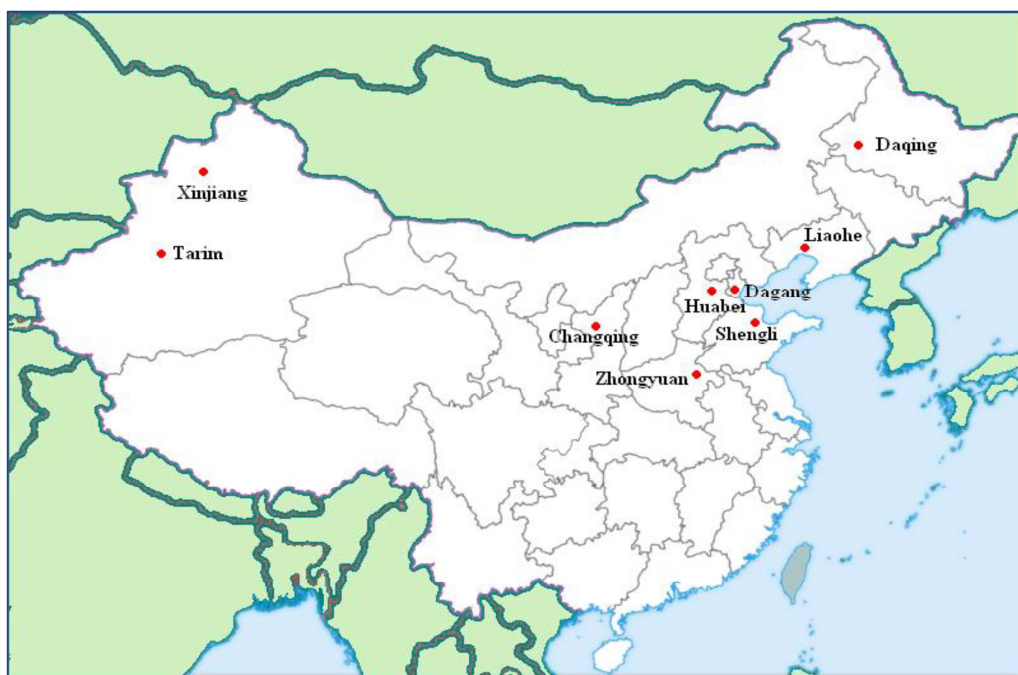 Daqing
Xinjiang
Liaohe
Tarim
Dagang
Huabei
Shengli
Changqing
Zhongyuan